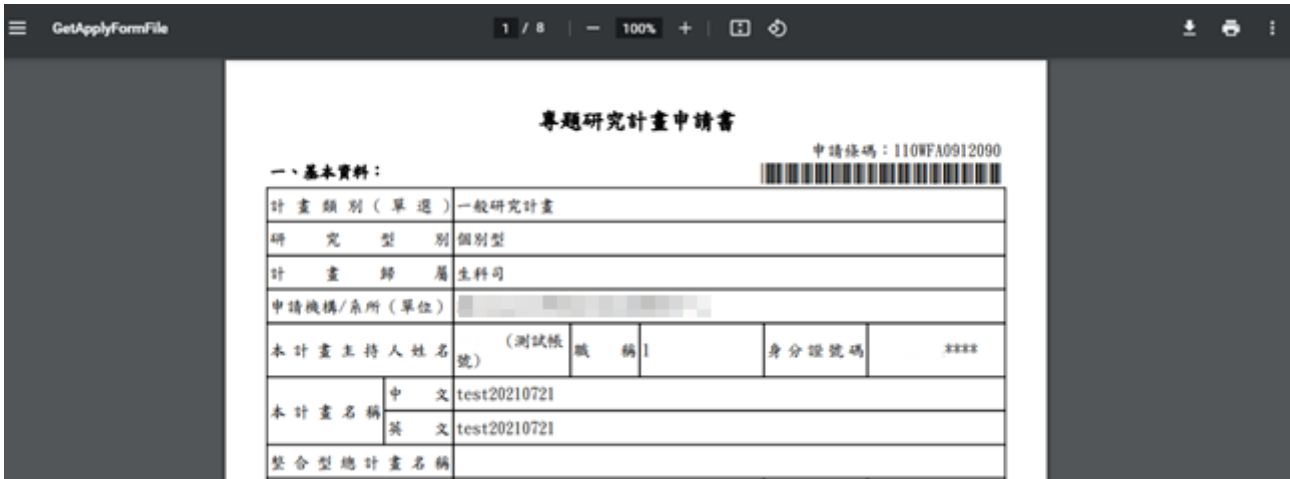 GetApplyFormFile
1 / 8
100%
專題研究計畫申請書
申請條碼：110WFA0912090
一、基本資料：
計畫類別（單選） 一般研究計畫
研究型別 個別型
計畫歸屬 生科司
申請機構/系所（單位）
本計畫主持人姓名 （測試帳號） 職稱 1 身分證號碼 ****
本計畫名稱 中文 test20210721
英文 test20210721
整合型總計畫名稱